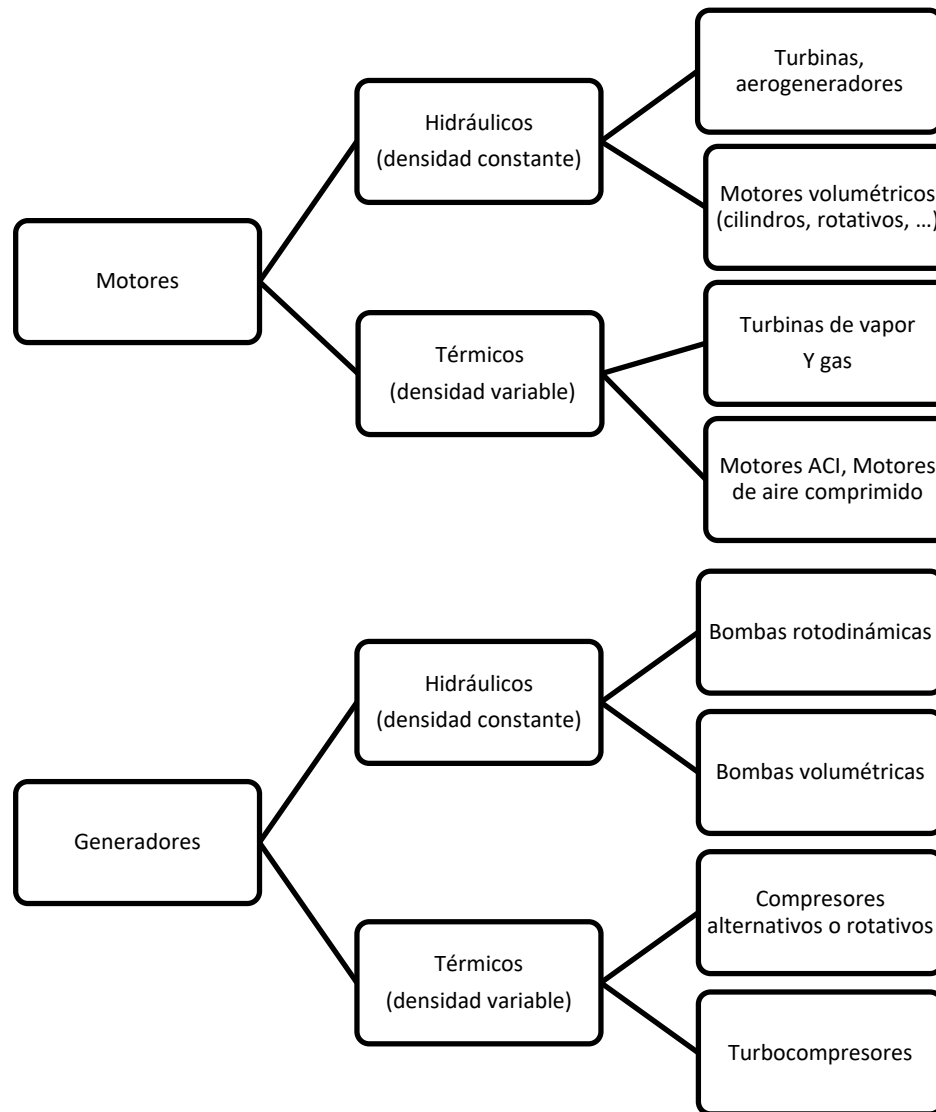 Motores
Hidráulicos
(densidad constante)
Turbinas,
aerogeneradores
Motores volumétricos
(cilindros, rotativos, ...)
Térmicos
(densidad variable)
Turbinas de vapor
Y gas
Motores ACI, Motores
de aire comprimido
Generadores
Hidráulicos
(densidad constante)
Bombas rotodinámicas
Bombas volumétricas
Térmicos
(densidad variable)
Compresores
alternativos o rotativos
Turbocompresores